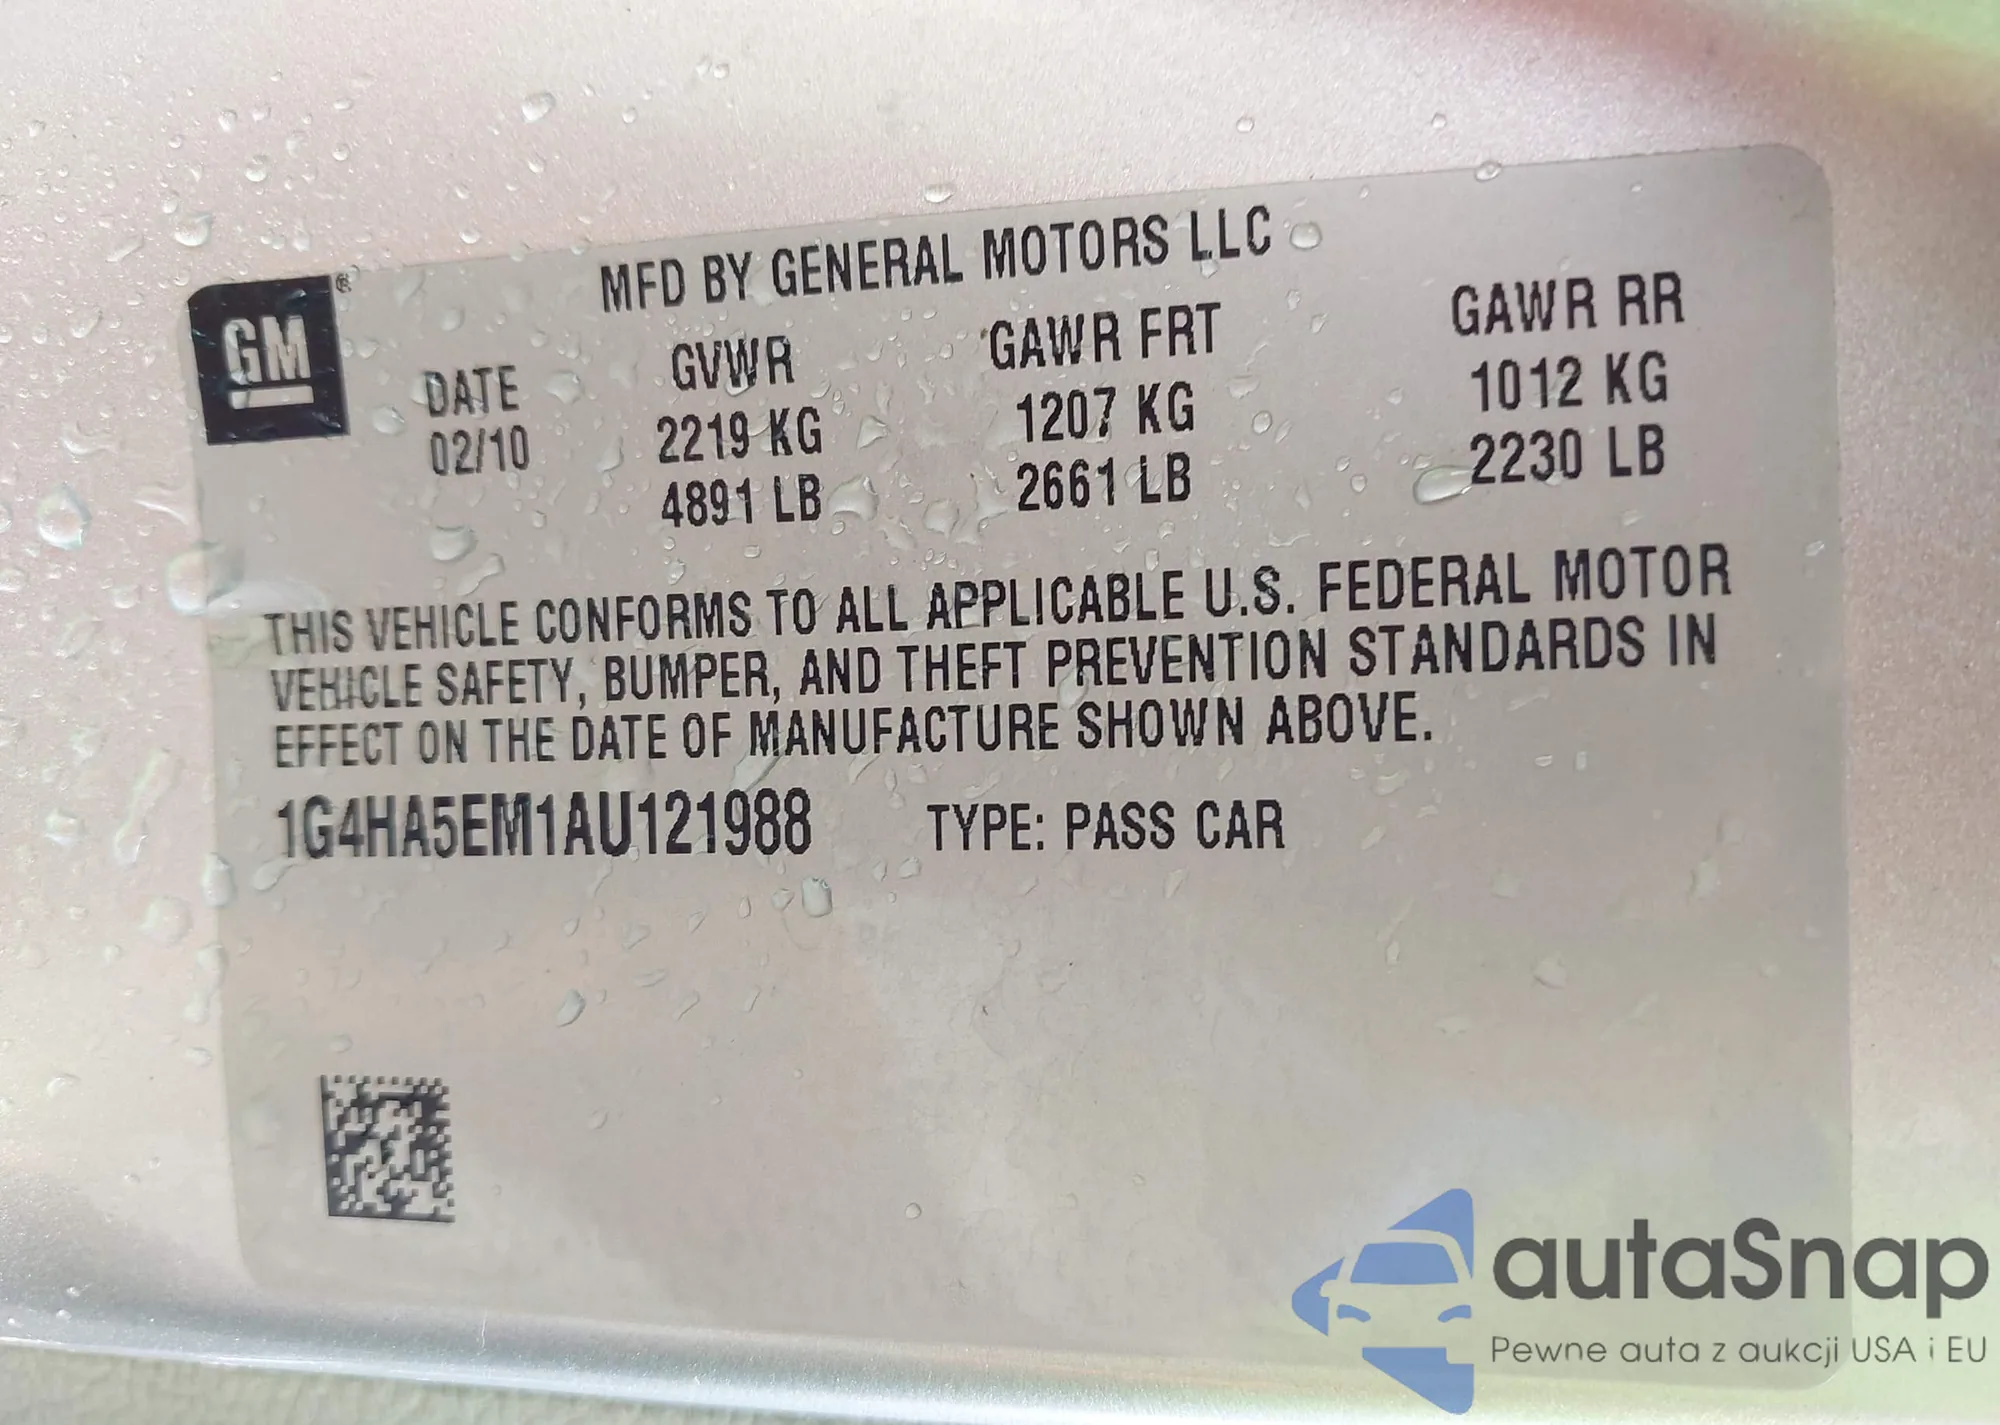 GM ®
MFD BY GENERAL MOTORS LLC
DATE GVWR GAWR FRT GAWR RR
02/10 2219 KG 1207 KG 1012 KG
4891 LB 2661 LB 2230 LB
THIS VEHICLE CONFORMS TO ALL APPLICABLE U.S. FEDERAL MOTOR
VEHICLE SAFETY, BUMPER, AND THEFT PREVENTION STANDARDS IN
EFFECT ON THE DATE OF MANUFACTURE SHOWN ABOVE.
1G4HA5EM1AU121988 TYPE: PASS CAR
autaSnap
Pewne auta z aukcji USA i EU